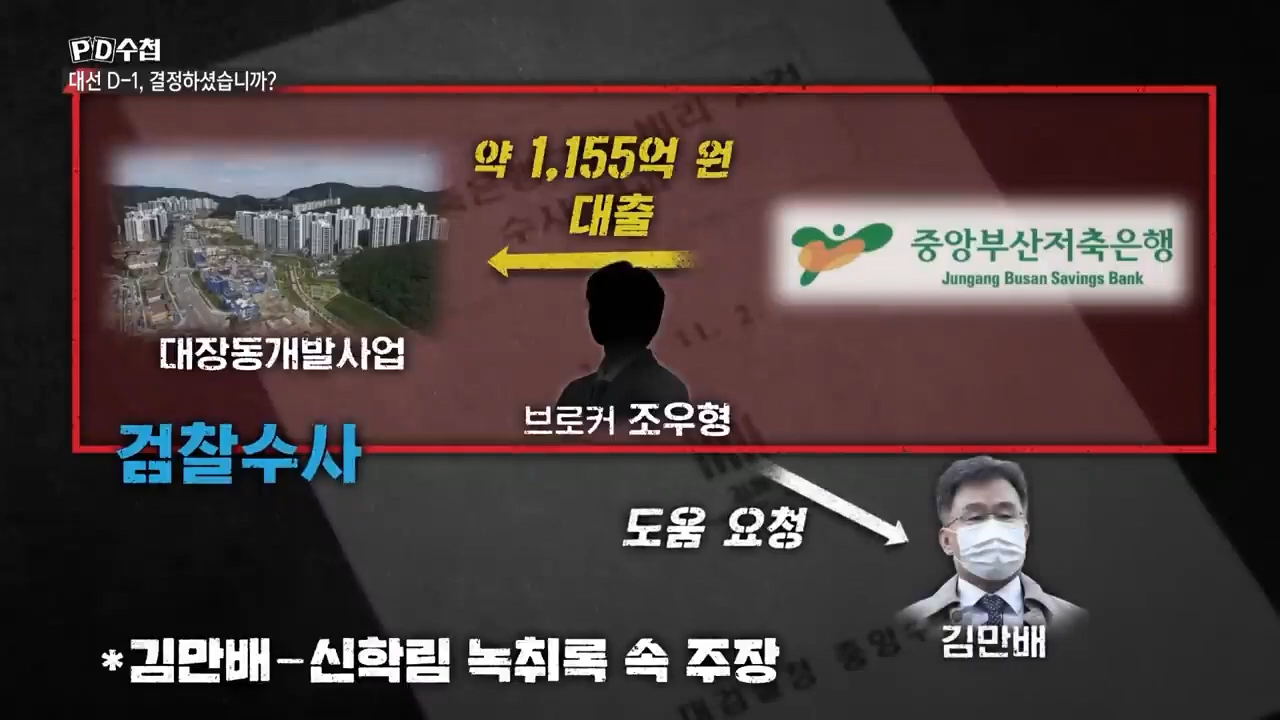 PD수첩
대선 D-1, 결정하셨습니까?
약 1,155억 원
대출
중앙부산저축은행
Jungang Busan Savings Bank
대장동개발사업
브로커 조우형
검찰수사
도움 요청
김만배
*김만배-신학림 녹취록 속 주장